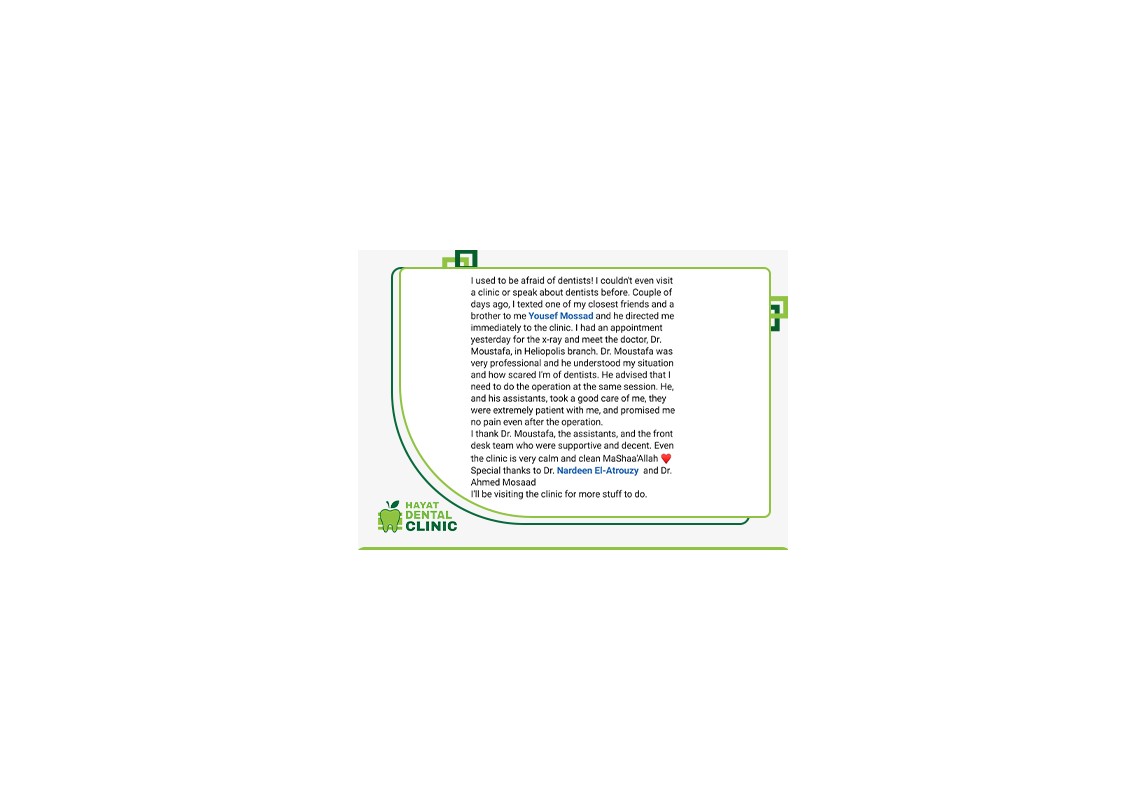 I used to be afraid of dentists! I couldn't even visit
a clinic or speak about dentists before. Couple of
days ago, I texted one of my closest friends and a
brother to me Yousef Mossad and he directed me
immediately to the clinic. I had an appointment
yesterday for the x-ray and meet the doctor, Dr.
Moustafa, in Heliopolis branch. Dr. Moustafa was
very professional and he understood my situation
and how scared I'm of dentists. He advised that I
need to do the operation at the same session. He,
and his assistants, took a good care of me, they
were extremely patient with me, and promised me
no pain even after the operation.
I thank Dr. Moustafa, the assistants, and the front
desk team who were supportive and decent. Even
the clinic is very calm and clean MaShaa'Allah ❤️
Special thanks to Dr. Nardeen El-Atrouzy and Dr.
Ahmed Mosaad
I'll be visiting the clinic for more stuff to do.
HAYAT
DENTAL
CLINIC